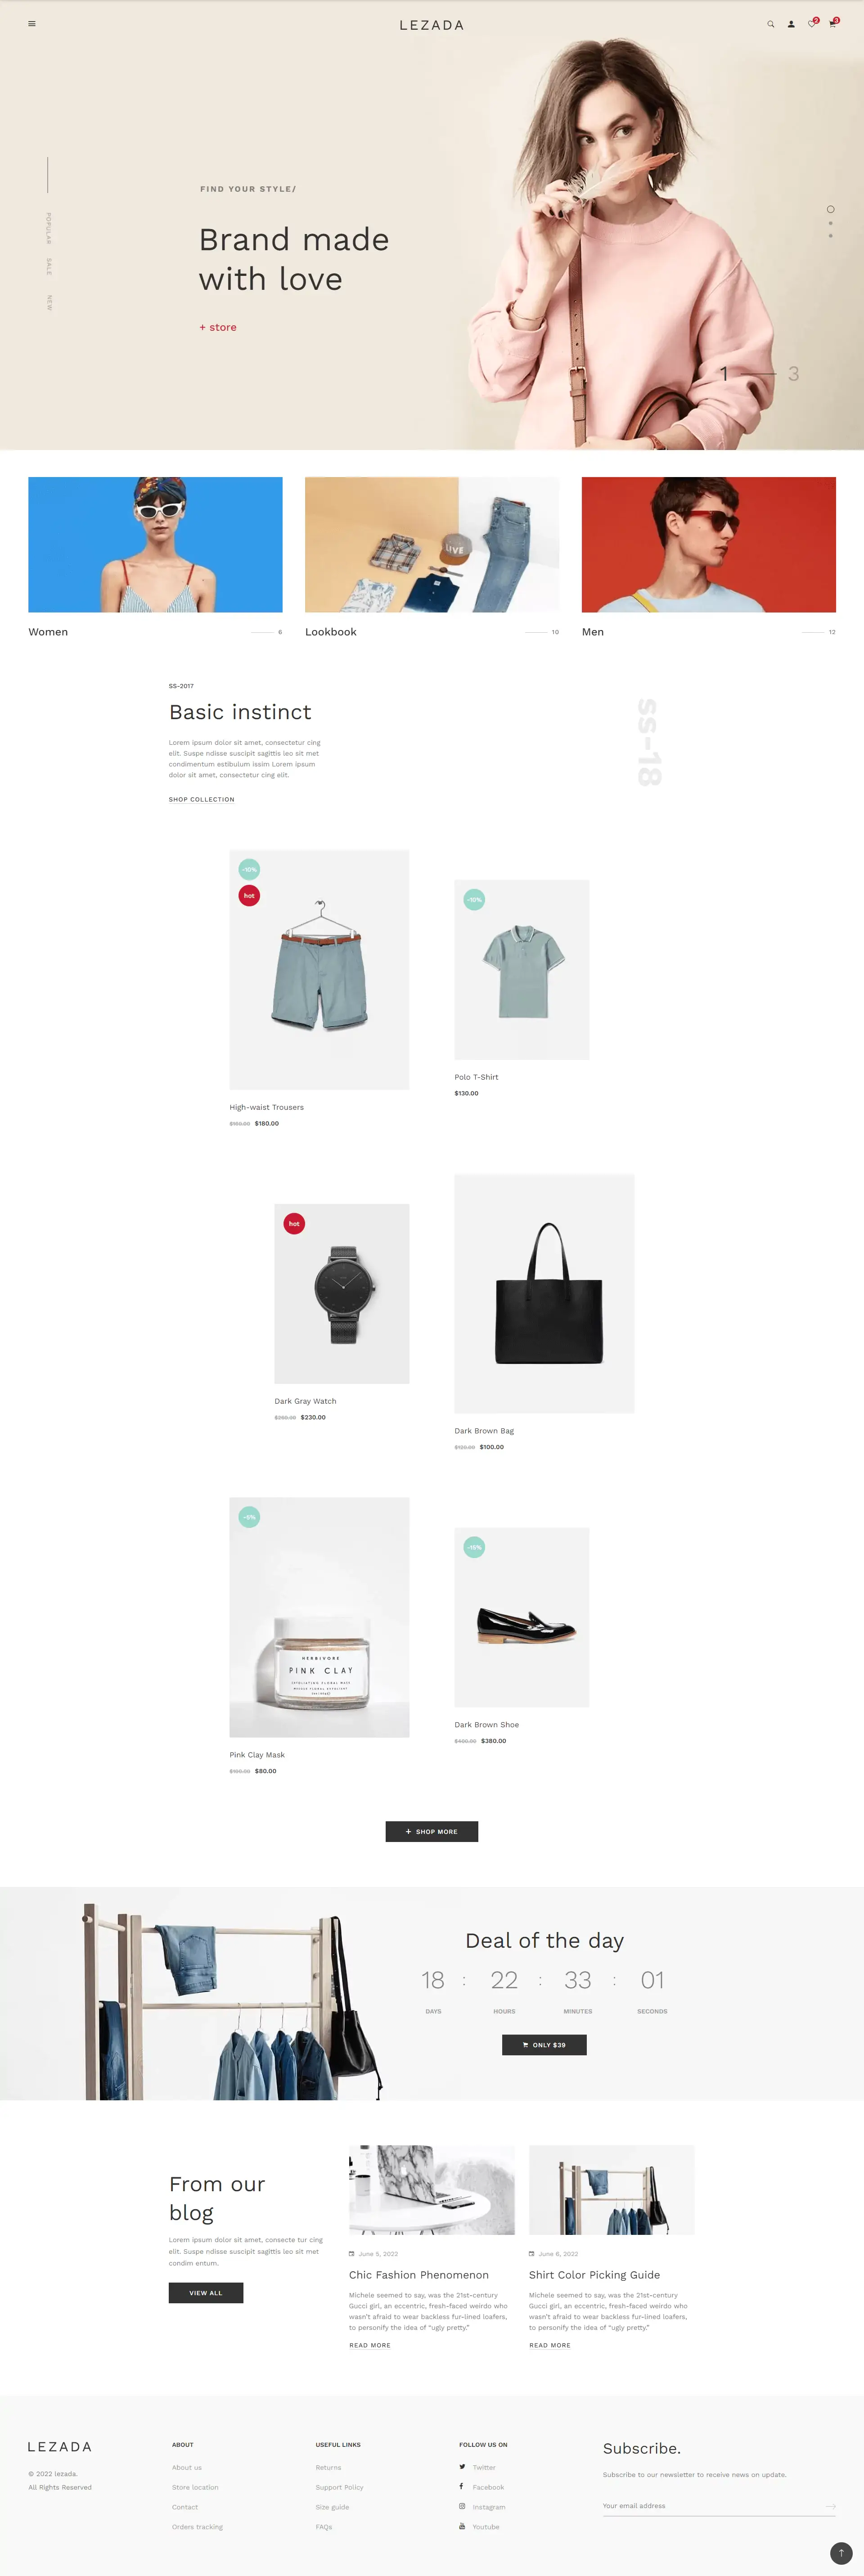 LEZADA
2
3
FIND YOUR STYLE/
Brand made
with love
+ store
POPULAR
SALE
NEW
1
3
LIVE
Women
6
Lookbook
10
Men
12
SS-2017
Basic instinct
Lorem ipsum dolor sit amet, consectetur cing
elit. Suspe ndisse suscipit sagittis leo sit met
condimentum estibulum issim Lorem ipsum
dolor sit amet, consectetur cing elit.
SHOP COLLECTION
ss-18
-10%
hot
High-waist Trousers
$180.00
-10%
Polo T-Shirt
$130.00
hot
Dark Gray Watch
$230.00
Dark Brown Bag
$120.00 $100.00
-5%
HERBIVORE
PINK CLAY
EXFOLIATING FLORAL MASK
Pink Clay Mask
$100.00 $80.00
Dark Brown Shoe
$400.00 $380.00
+ SHOP MORE
Deal of the day
18 : 22 : 33 : 01
DAYS HOURS MINUTES SECONDS
ONLY $39
From our
blog
Lorem ipsum dolor sit amet, consecte tur cing
elit. Suspe ndisse suscipit sagittis leo sit met
condim entum.
VIEW ALL
June 5, 2022
Chic Fashion Phenomenon
Michele seemed to say, was the 21st-century
Gucci girl, an eccentric, fresh-faced weirdo who
wasn't afraid to wear backless fur-lined loafers,
to personify the idea of “ugly pretty.”
READ MORE
June 6, 2022
Shirt Color Picking Guide
Michele seemed to say, was the 21st-century
Gucci girl, an eccentric, fresh-faced weirdo who
wasn't afraid to wear backless fur-lined loafers,
to personify the idea of “ugly pretty.”
READ MORE
LEZADA
© 2022 lezada.
All Rights Reserved
ABOUT
About us
Store location
Contact
Orders tracking
USEFUL LINKS
Returns
Support Policy
Size guide
FAQs
FOLLOW US ON
Twitter
Facebook
Instagram
Youtube
Subscribe.
Subscribe to our newsletter to receive news on update.
Your email address